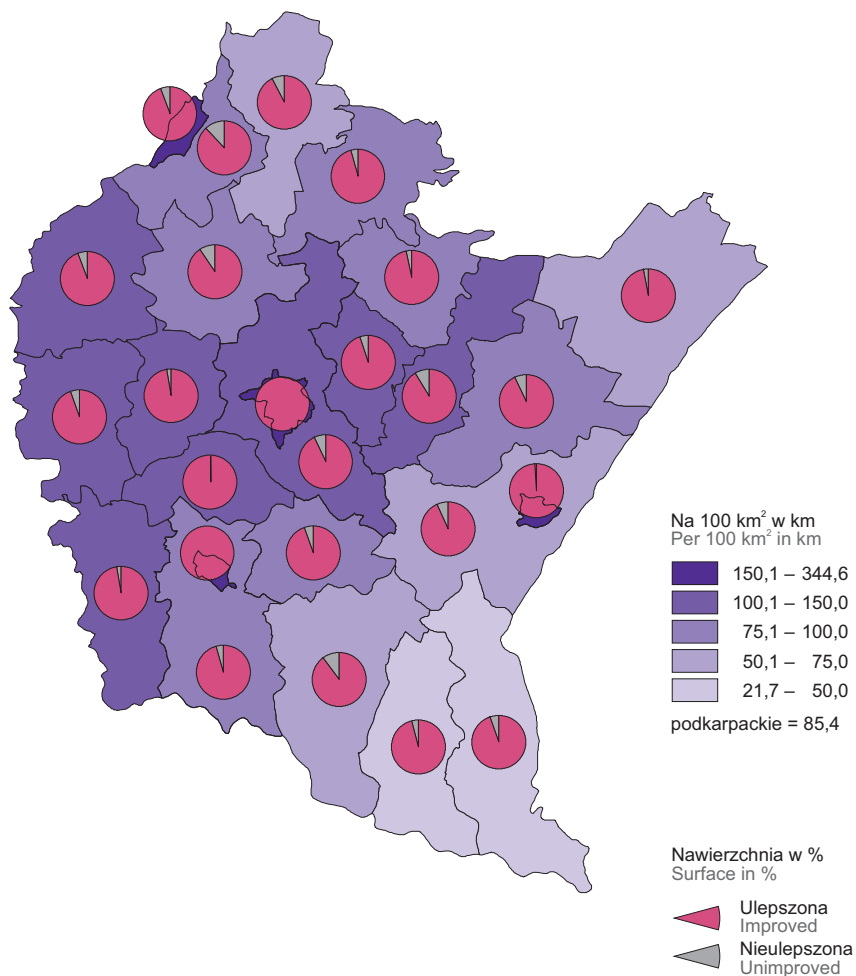 Na 100 km² w km
Per 100 km² in km
150,1 – 344,6
100,1 – 150,0
75,1 – 100,0
50,1 – 75,0
21,7 – 50,0
podkarpackie = 85,4
Nawierzchnia w %
Surface in %
Ulepszona
Improved
Nieulepszona
Unimproved